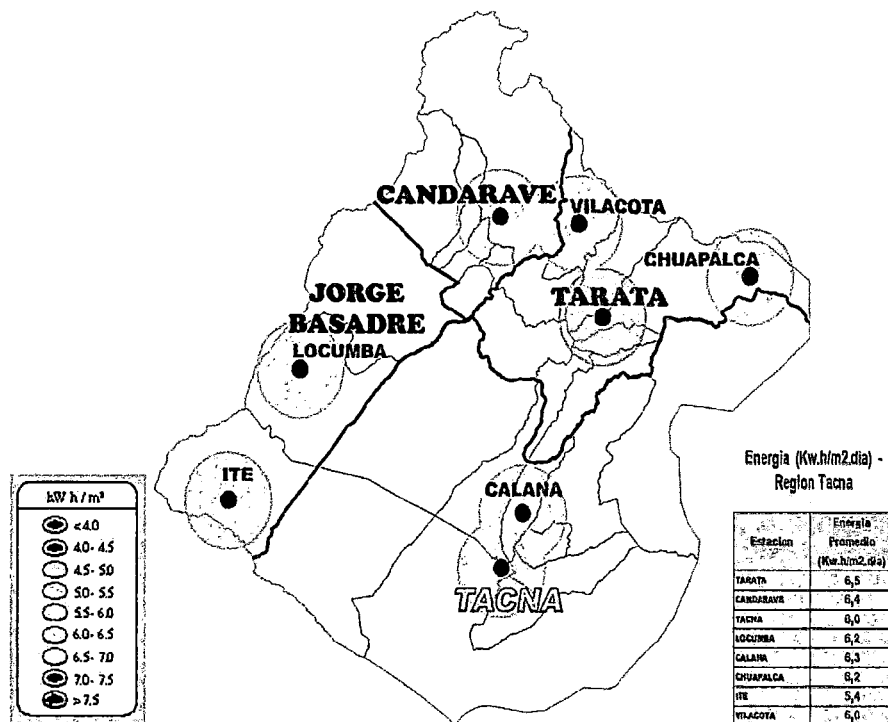 CANDARAVE
VILACOTA
CHUAPALCA
JORGE
BASADRE
TARATA
LOCUMBA
ITE
CALANA
TACNA
kW h / m²
<4.0
4.0- 4.5
4.5- 5.0
5.0- 5.5
5.5- 6.0
6.0- 6.5
6.5- 7.0
7.0- 7.5
>7.5
Energia (Kw.h/m2.dia) -
Region Tacna
Estacion Energia Promedio (Kw.h/m2.dia)
TARATA 6,5
CANDARAVE 6,4
TACNA 6,0
LOCUMBA 6,2
CALANA 6,3
CHUAPALCA 6,2
ITE 5,4
VILACOTA 6,0